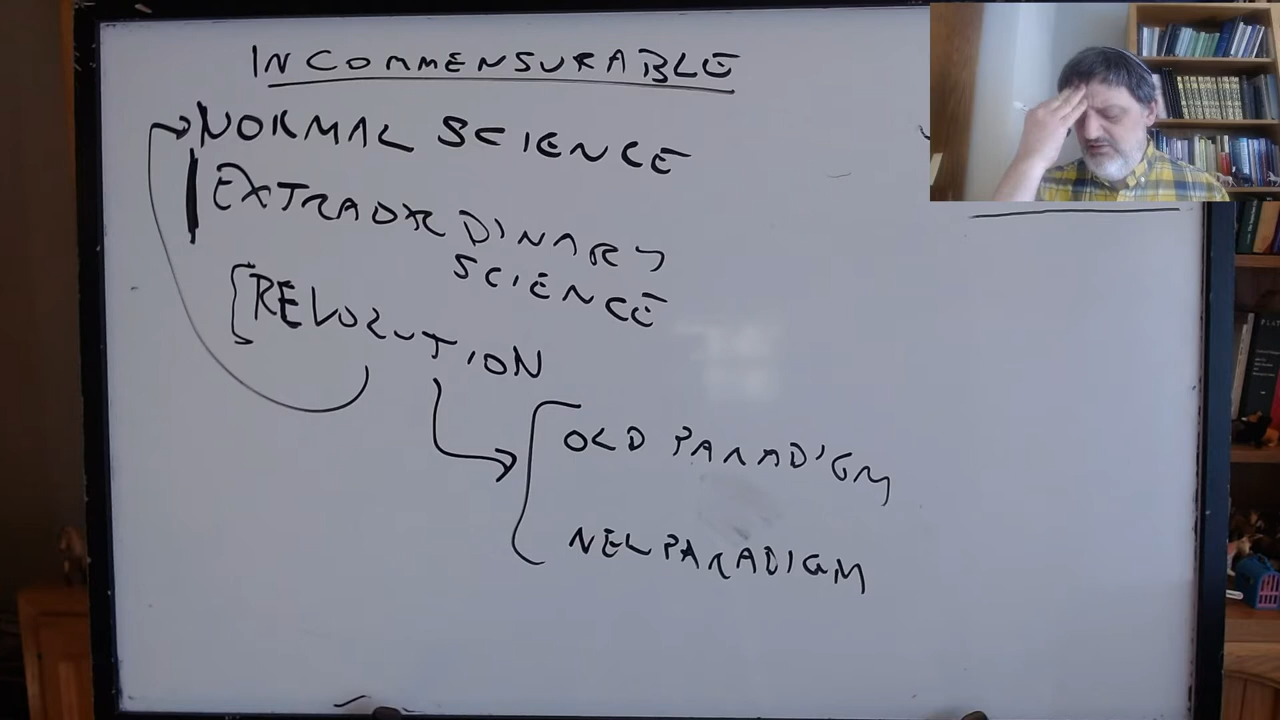 INCOMMENSURABLE
NORMAL SCIENCE
EXTRAORDINARY
SCIENCE
REVOLUTION
OLD PARADIGM
NEW PARADIGM